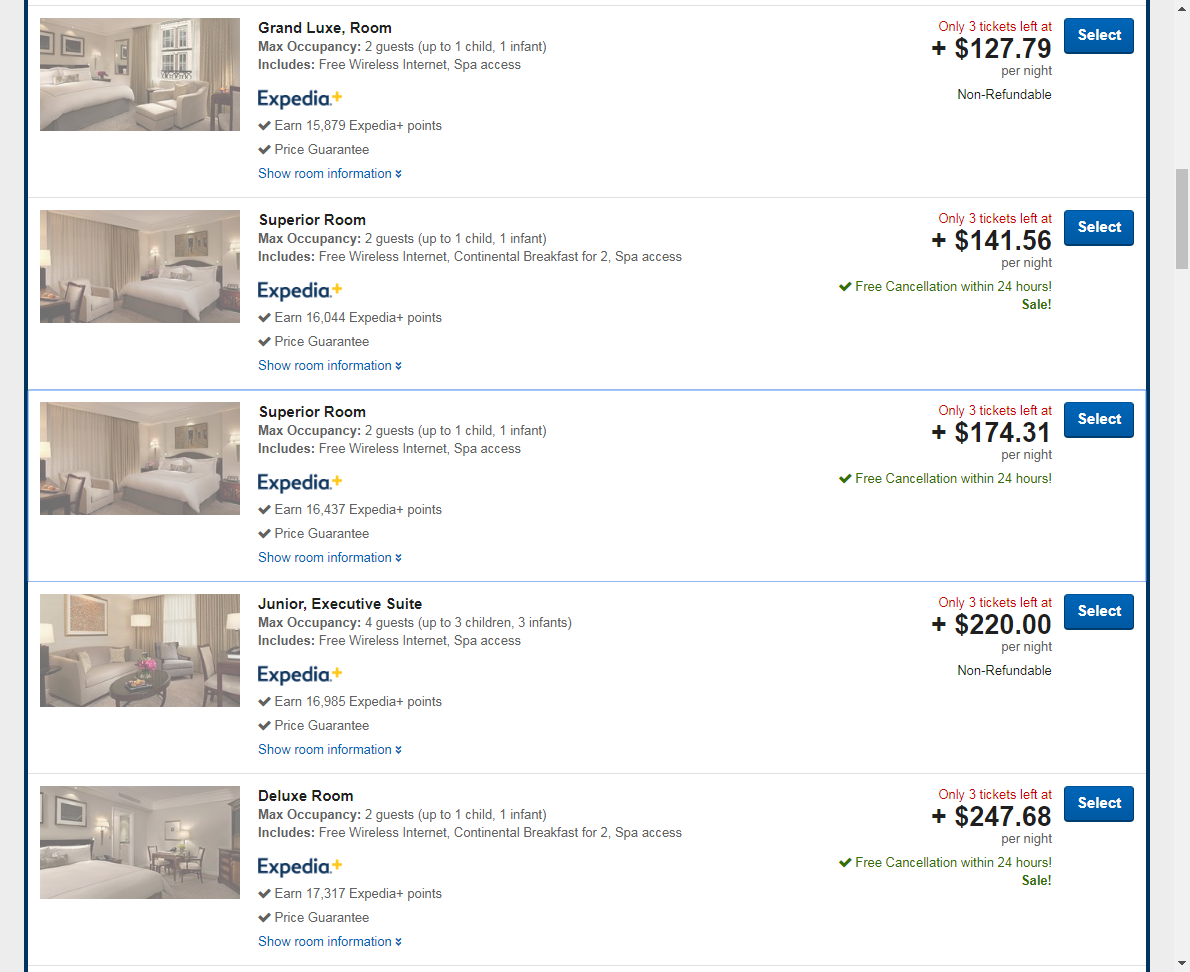 Grand Luxe, Room
Max Occupancy: 2 guests (up to 1 child, 1 infant)
Includes: Free Wireless Internet, Spa access
Expedia.+
Earn 15,879 Expedia+ points
Price Guarantee
Show room information
Only 3 tickets left at
+ $127.79
per night
Non-Refundable
Select
Superior Room
Max Occupancy: 2 guests (up to 1 child, 1 infant)
Includes: Free Wireless Internet, Continental Breakfast for 2, Spa access
Expedia.+
Earn 16,044 Expedia+ points
Price Guarantee
Show room information
Only 3 tickets left at
+ $141.56
per night
Free Cancellation within 24 hours!
Sale!
Select
Superior Room
Max Occupancy: 2 guests (up to 1 child, 1 infant)
Includes: Free Wireless Internet, Spa access
Expedia.+
Earn 16,437 Expedia+ points
Price Guarantee
Show room information
Only 3 tickets left at
+ $174.31
per night
Free Cancellation within 24 hours!
Select
Junior, Executive Suite
Max Occupancy: 4 guests (up to 3 children, 3 infants)
Includes: Free Wireless Internet, Spa access
Expedia.+
Earn 16,985 Expedia+ points
Price Guarantee
Show room information
Only 3 tickets left at
+ $220.00
per night
Non-Refundable
Select
Deluxe Room
Max Occupancy: 2 guests (up to 1 child, 1 infant)
Includes: Free Wireless Internet, Continental Breakfast for 2, Spa access
Expedia.+
Earn 17,317 Expedia+ points
Price Guarantee
Show room information
Only 3 tickets left at
+ $247.68
per night
Free Cancellation within 24 hours!
Sale!
Select